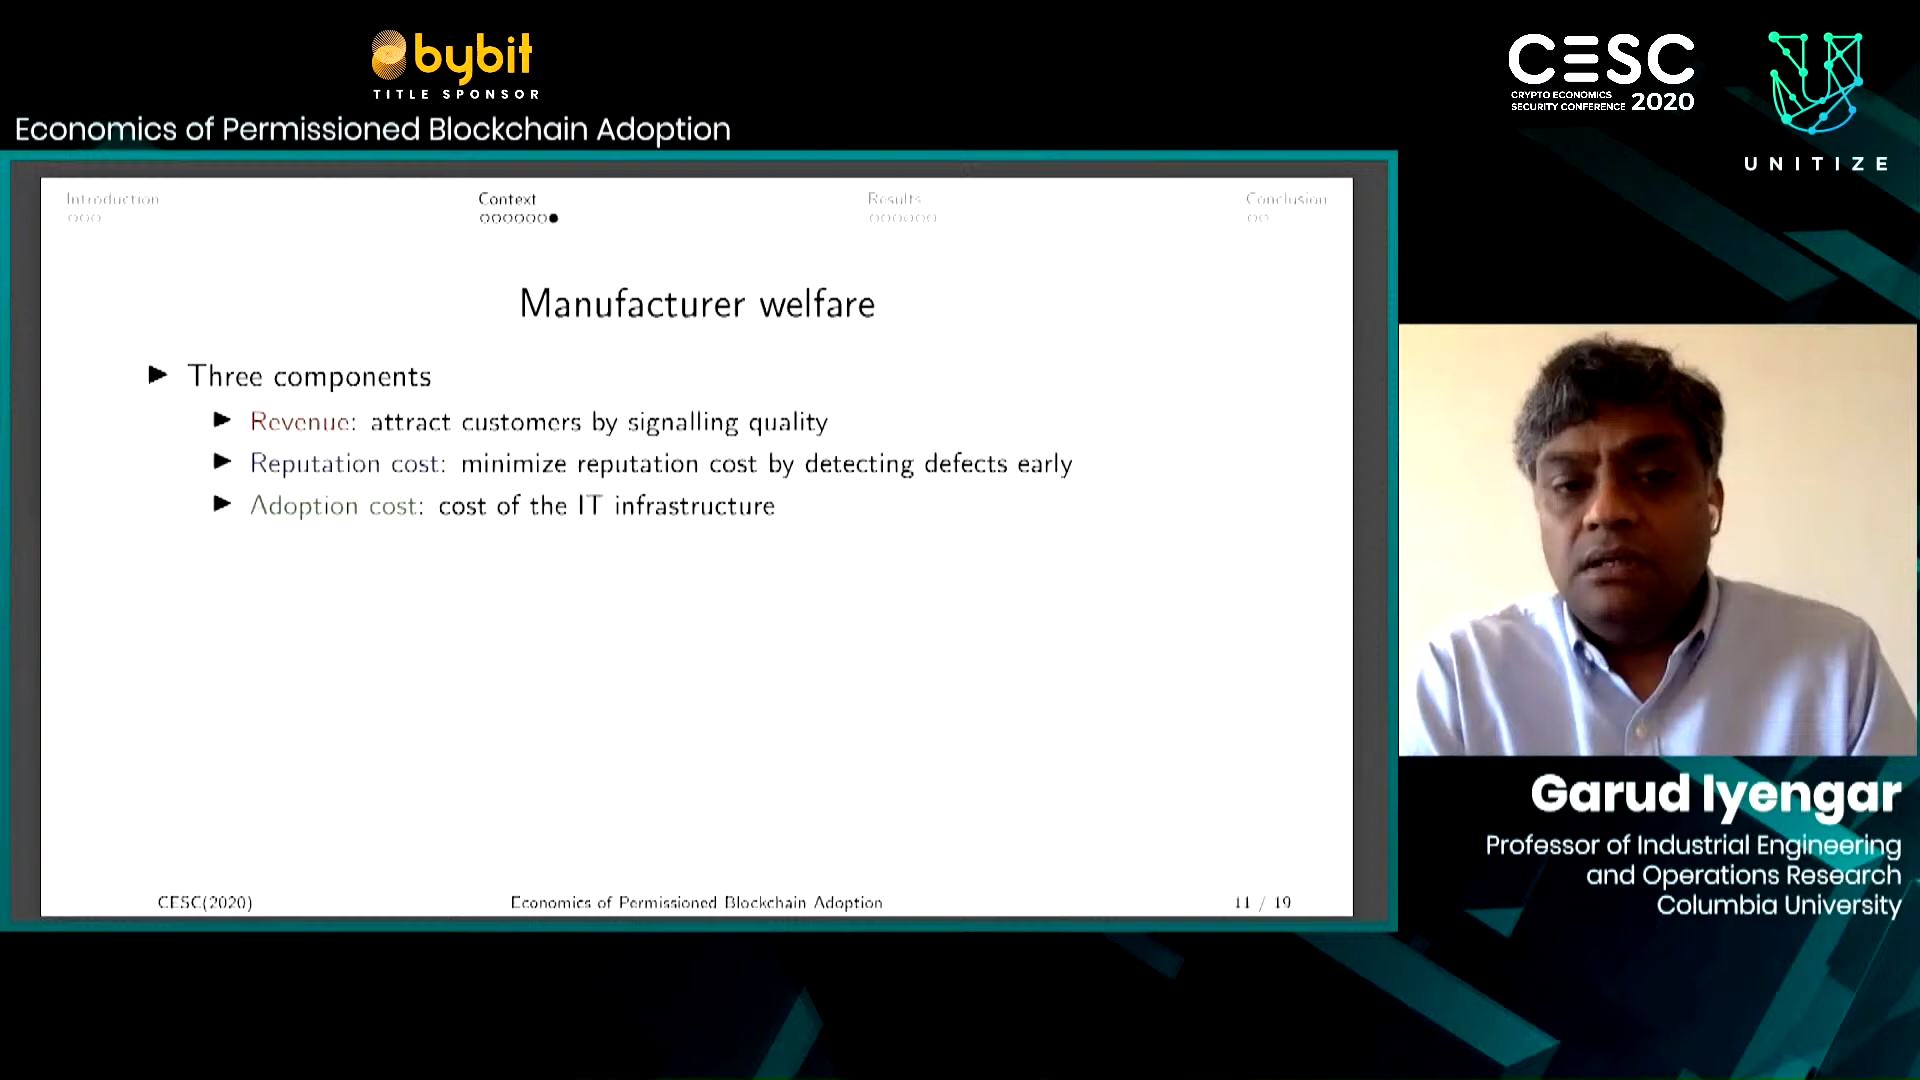 bybit
TITLE SPONSOR
Economics of Permissioned Blockchain Adoption
CESC
CRYPTO ECONOMICS
SECURITY CONFERENCE 2020
UNITIZE
Introduction
Context
Results
Conclusion
Manufacturer welfare
Three components
Revenue: attract customers by signalling quality
Reputation cost: minimize reputation cost by detecting defects early
Adoption cost: cost of the IT infrastructure
CESC(2020)
Economics of Permissioned Blockchain Adoption
11 / 19
Garud Iyengar
Professor of Industrial Engineering
and Operations Research
Columbia University